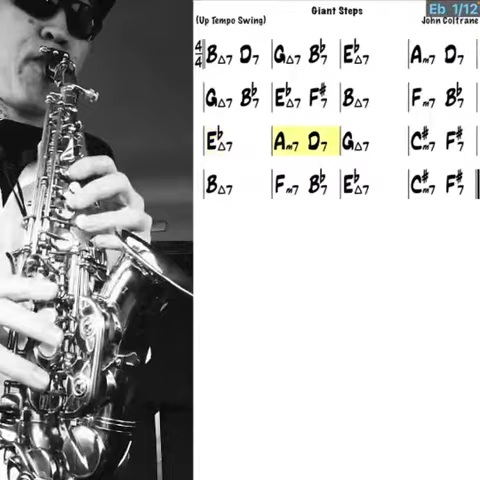 Giant Steps
Eb 1/12
(Up Tempo Swing)
John Coltrane
4/4 B△7 D7 G△7 B♭7 E♭△7 Am7 D7
G△7 B♭7 E♭△7 F#7 B△7 Fm7 B♭7
E♭△7 Am7 D7 G△7 C#m7 F#7
B△7 Fm7 B♭7 E♭△7 C#m7 F#7